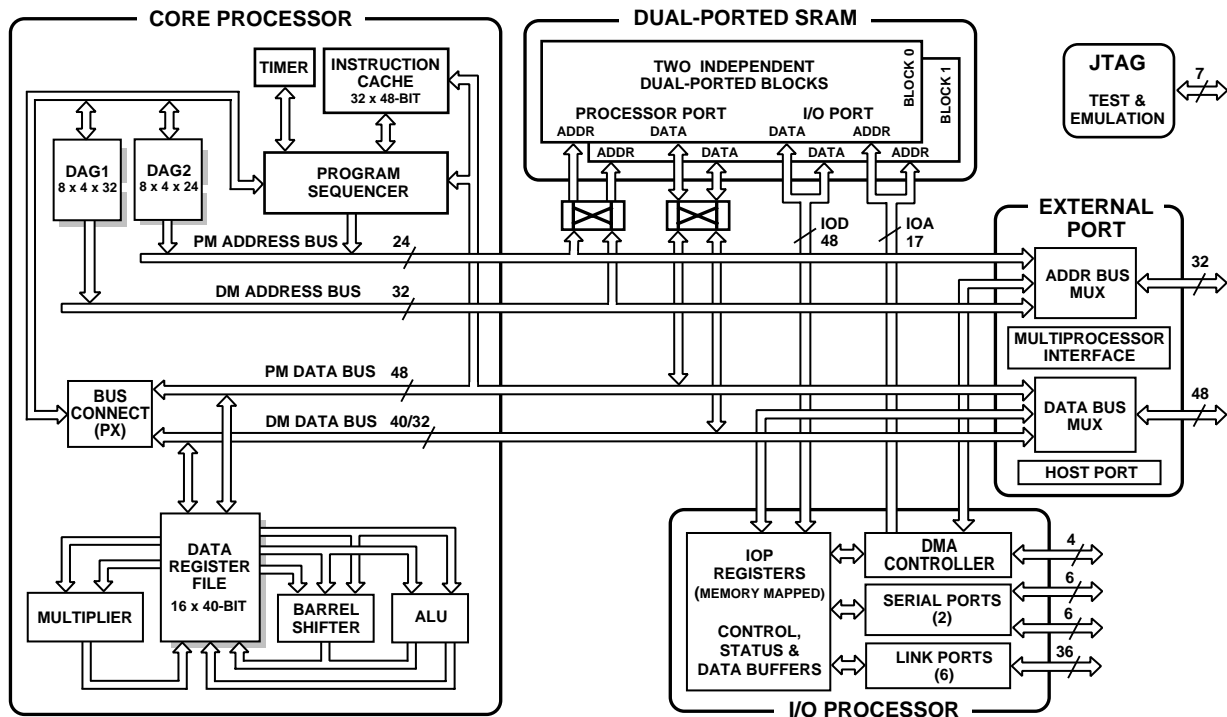 CORE PROCESSOR
TIMER
INSTRUCTION
CACHE
32 x 48-BIT
DAG1
8 x 4 x 32
DAG2
8 x 4 x 24
PROGRAM
SEQUENCER
PM ADDRESS BUS
24
DM ADDRESS BUS
32
PM DATA BUS
48
BUS
CONNECT
(PX)
DM DATA BUS
40/32
DATA
REGISTER
FILE
16 x 40-BIT
MULTIPLIER
BARREL
SHIFTER
ALU
DUAL-PORTED SRAM
TWO INDEPENDENT
DUAL-PORTED BLOCKS
BLOCK 0
BLOCK 1
PROCESSOR PORT
I/O PORT
ADDR
DATA
DATA
ADDR
ADDR
DATA
DATA
ADDR
IOD
48
IOA
17
JTAG
TEST &
EMULATION
7
EXTERNAL
PORT
ADDR BUS
MUX
32
MULTIPROCESSOR
INTERFACE
DATA BUS
MUX
48
HOST PORT
IOP
REGISTERS
(MEMORY MAPPED)
CONTROL,
STATUS &
DATA BUFFERS
DMA
CONTROLLER
4
SERIAL PORTS
(2)
6
6
LINK PORTS
(6)
36
I/O PROCESSOR